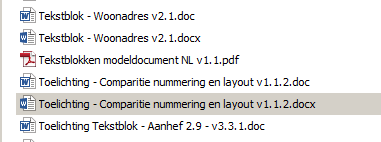 Tekstblok - Woonadres v2.1.doc
Tekstblok - Woonadres v2.1.docx
Tekstblokken modeldocument NL v1.1.pdf
Toelichting - Comparitie nummering en layout v1.1.2.doc
Toelichting - Comparitie nummering en layout v1.1.2.docx
Toelichting Tekstblok - Aanhef 2.9 - v3.3.1.doc